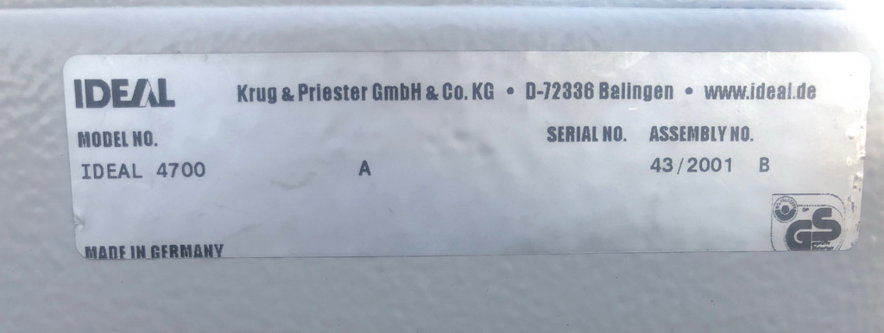 IDEAL Krug & Priester GmbH & Co. KG • D-72336 Balingen • www.ideal.de
MODEL NO. SERIAL NO. ASSEMBLY NO.
IDEAL 4700 A 43/2001 B
GS
MADE IN GERMANY